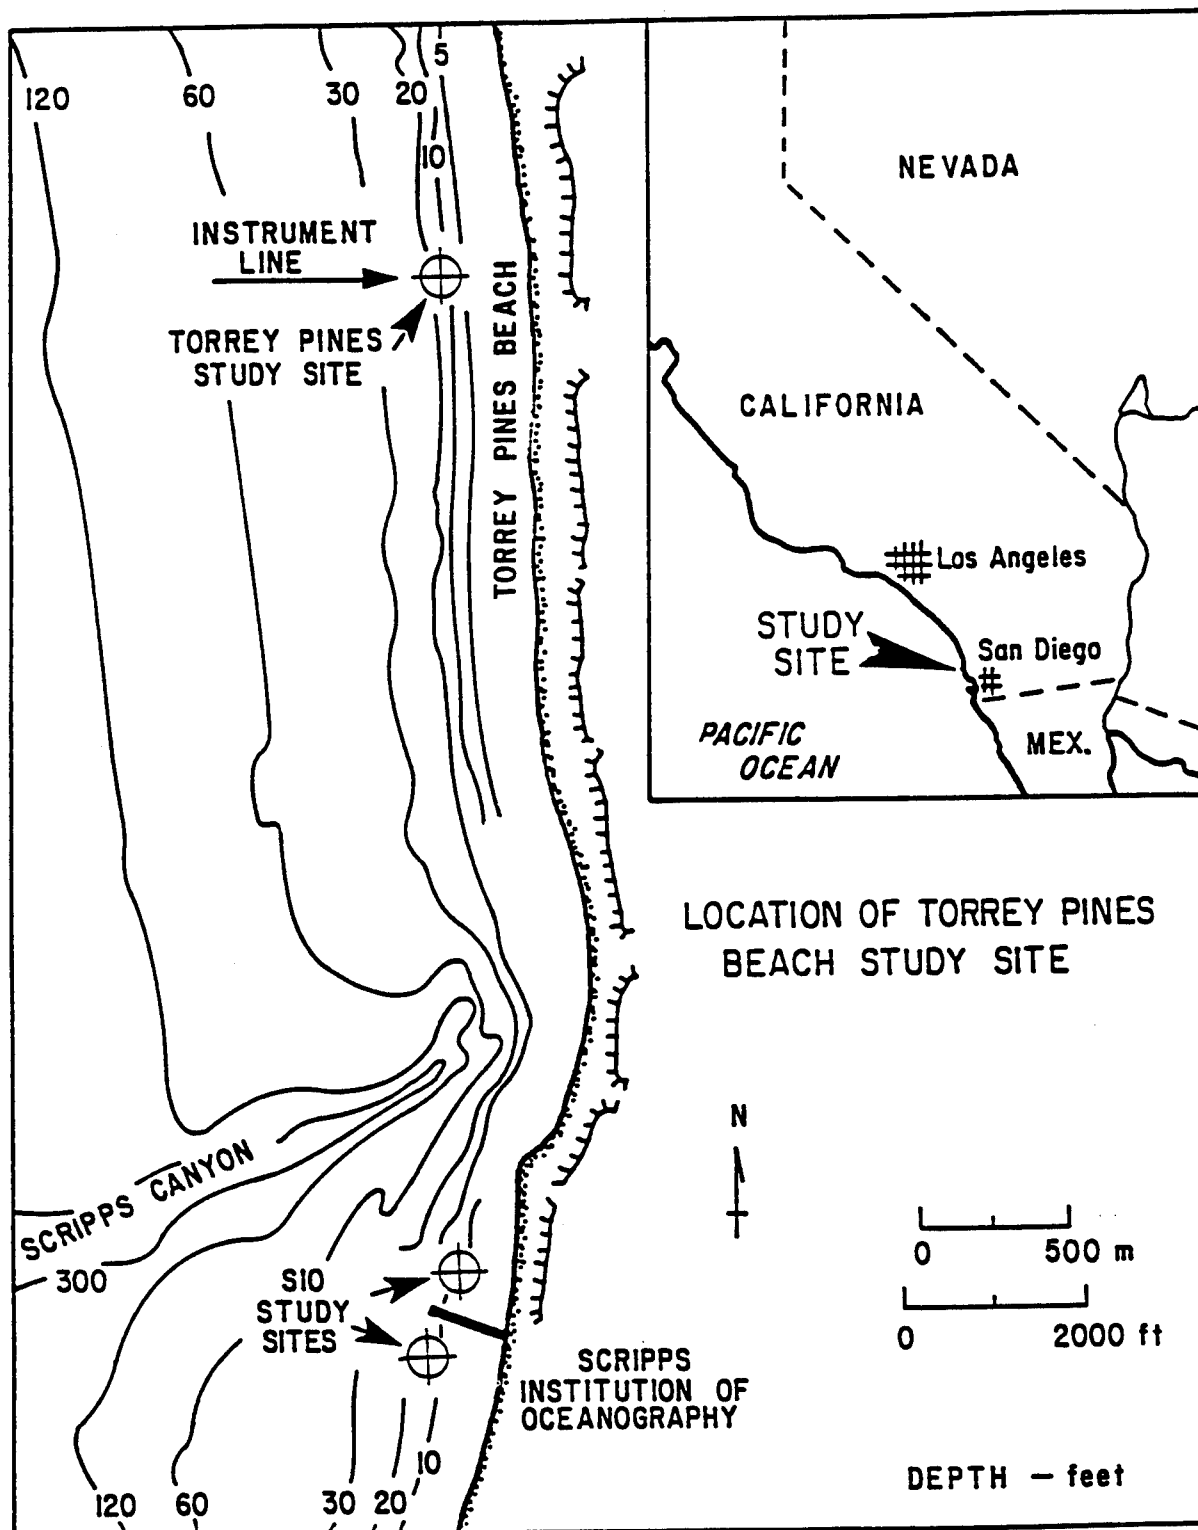 5
120
60
30
20
10
INSTRUMENT
LINE
TORREY PINES
STUDY SITE
TORREY PINES BEACH
NEVADA
CALIFORNIA
Los Angeles
STUDY
SITE
San Diego
PACIFIC
OCEAN
MEX.
LOCATION OF TORREY PINES
BEACH STUDY SITE
N
0 500 m
0 2000 ft
SCRIPPS CANYON
300
SIO
STUDY
SITES
SCRIPPS
INSTITUTION OF
OCEANOGRAPHY
10
120
60
30
20
DEPTH – feet